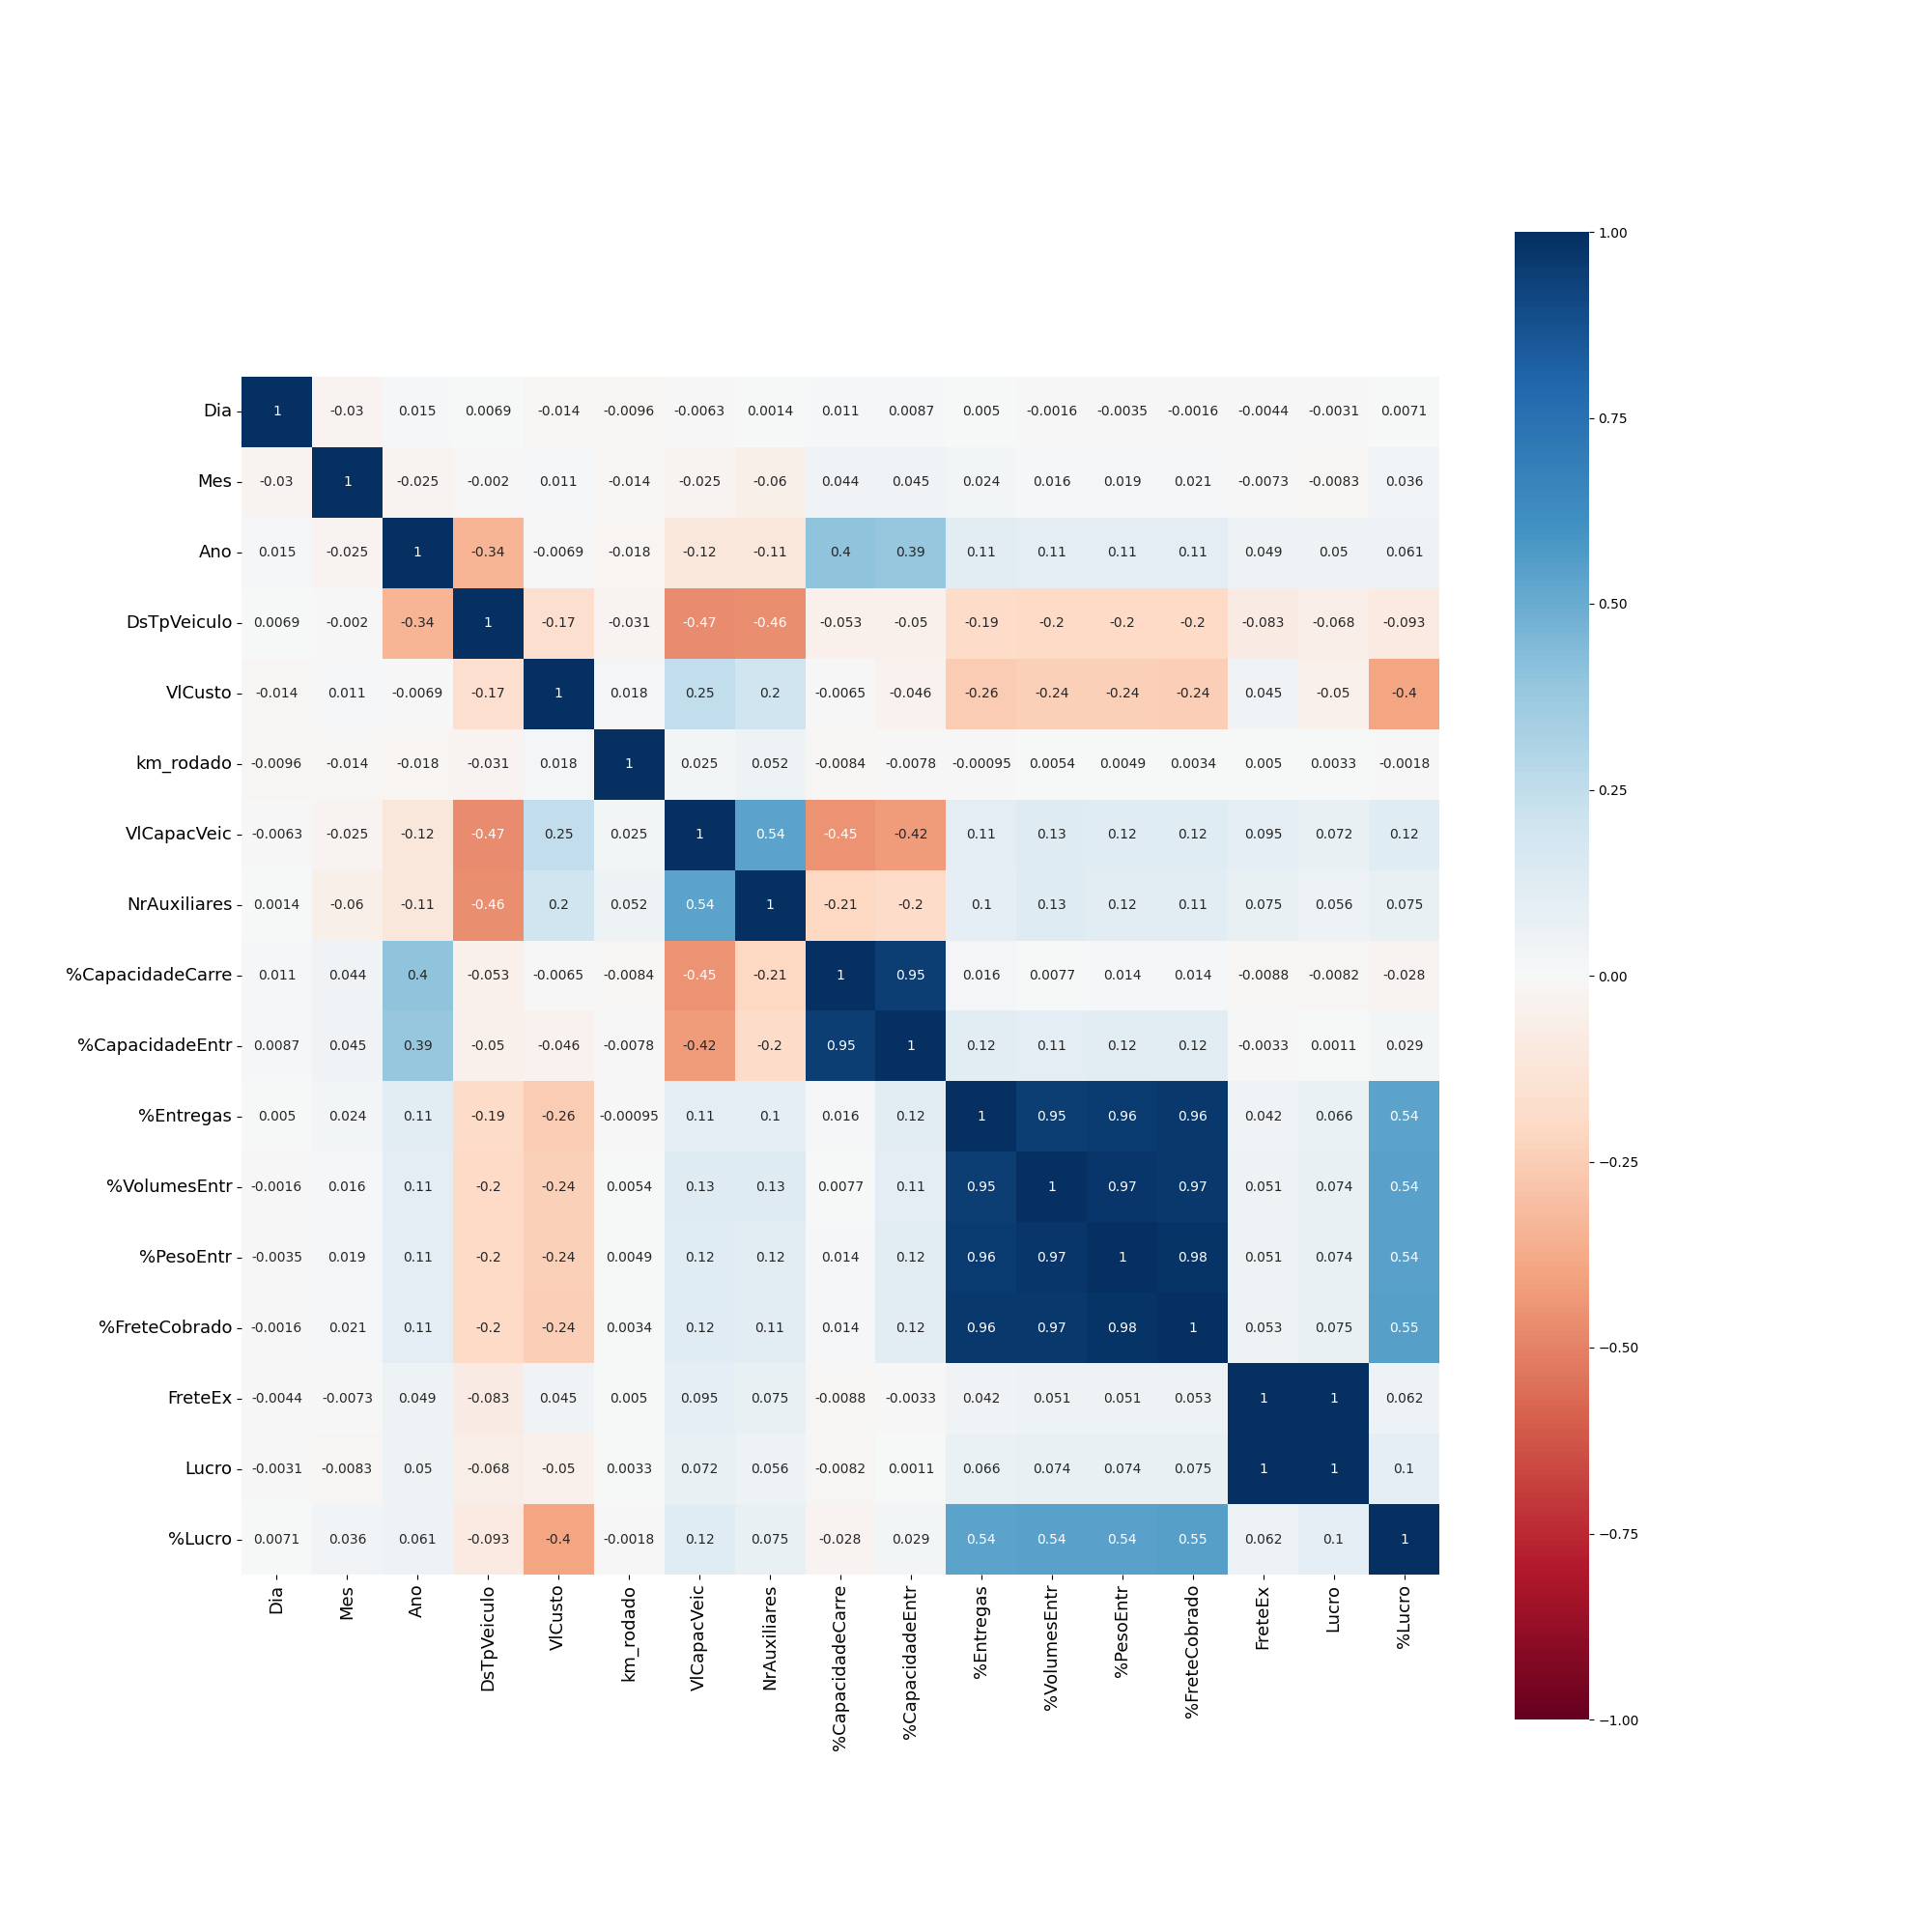 1.00
Dia 1 -0.03 0.015 0.0069 -0.014 -0.0096 -0.0063 0.0014 0.011 0.0087 0.005 -0.0016 -0.0035 -0.0016 -0.0044 -0.0031 0.0071
0.75
Mes -0.03 1 -0.025 -0.002 0.011 -0.014 -0.025 -0.06 0.044 0.045 0.024 0.016 0.019 0.021 -0.0073 -0.0083 0.036
Ano 0.015 -0.025 1 -0.34 -0.0069 -0.018 -0.12 -0.11 0.4 0.39 0.11 0.11 0.11 0.11 0.049 0.05 0.061
0.50
DsTpVeiculo 0.0069 -0.002 -0.34 1 -0.17 -0.031 -0.47 -0.46 -0.053 -0.05 -0.19 -0.2 -0.2 -0.2 -0.083 -0.068 -0.093
VlCusto -0.014 0.011 -0.0069 -0.17 1 0.018 0.25 0.2 -0.0065 -0.046 -0.26 -0.24 -0.24 -0.24 0.045 -0.05 -0.4
km_rodado -0.0096 -0.014 -0.018 -0.031 0.018 1 0.025 0.052 -0.0084 -0.0078 -0.00095 0.0054 0.0049 0.0034 0.005 0.0033 -0.0018
0.25
VlCapacVeic -0.0063 -0.025 -0.12 -0.47 0.25 0.025 1 0.54 -0.45 -0.42 0.11 0.13 0.12 0.12 0.095 0.072 0.12
NrAuxiliares 0.0014 -0.06 -0.11 -0.46 0.2 0.052 0.54 1 -0.21 -0.2 0.1 0.13 0.12 0.11 0.075 0.056 0.075
%CapacidadeCarre 0.011 0.044 0.4 -0.053 -0.0065 -0.0084 -0.45 -0.21 1 0.95 0.016 0.0077 0.014 0.014 -0.0088 -0.0082 -0.028
0.00
%CapacidadeEntr 0.0087 0.045 0.39 -0.05 -0.046 -0.0078 -0.42 -0.2 0.95 1 0.12 0.11 0.12 0.12 -0.0033 0.0011 0.029
%Entregas 0.005 0.024 0.11 -0.19 -0.26 -0.00095 0.11 0.1 0.016 0.12 1 0.95 0.96 0.96 0.042 0.066 0.54
−0.25
%VolumesEntr -0.0016 0.016 0.11 -0.2 -0.24 0.0054 0.13 0.13 0.0077 0.11 0.95 1 0.97 0.97 0.051 0.074 0.54
%PesoEntr -0.0035 0.019 0.11 -0.2 -0.24 0.0049 0.12 0.12 0.014 0.12 0.96 0.97 1 0.98 0.051 0.074 0.54
%FreteCobrado -0.0016 0.021 0.11 -0.2 -0.24 0.0034 0.12 0.11 0.014 0.12 0.96 0.97 0.98 1 0.053 0.075 0.55
−0.50
FreteEx -0.0044 -0.0073 0.049 -0.083 0.045 0.005 0.095 0.075 -0.0088 -0.0033 0.042 0.051 0.051 0.053 1 1 0.062
Lucro -0.0031 -0.0083 0.05 -0.068 -0.05 0.0033 0.072 0.056 -0.0082 0.0011 0.066 0.074 0.074 0.075 1 1 0.1
−0.75
%Lucro 0.0071 0.036 0.061 -0.093 -0.4 -0.0018 0.12 0.075 -0.028 0.029 0.54 0.54 0.54 0.55 0.062 0.1 1
Dia Mes Ano DsTpVeiculo VlCusto km_rodado VlCapacVeic NrAuxiliares %CapacidadeCarre %CapacidadeEntr %Entregas %VolumesEntr %PesoEntr %FreteCobrado FreteEx Lucro %Lucro
−1.00